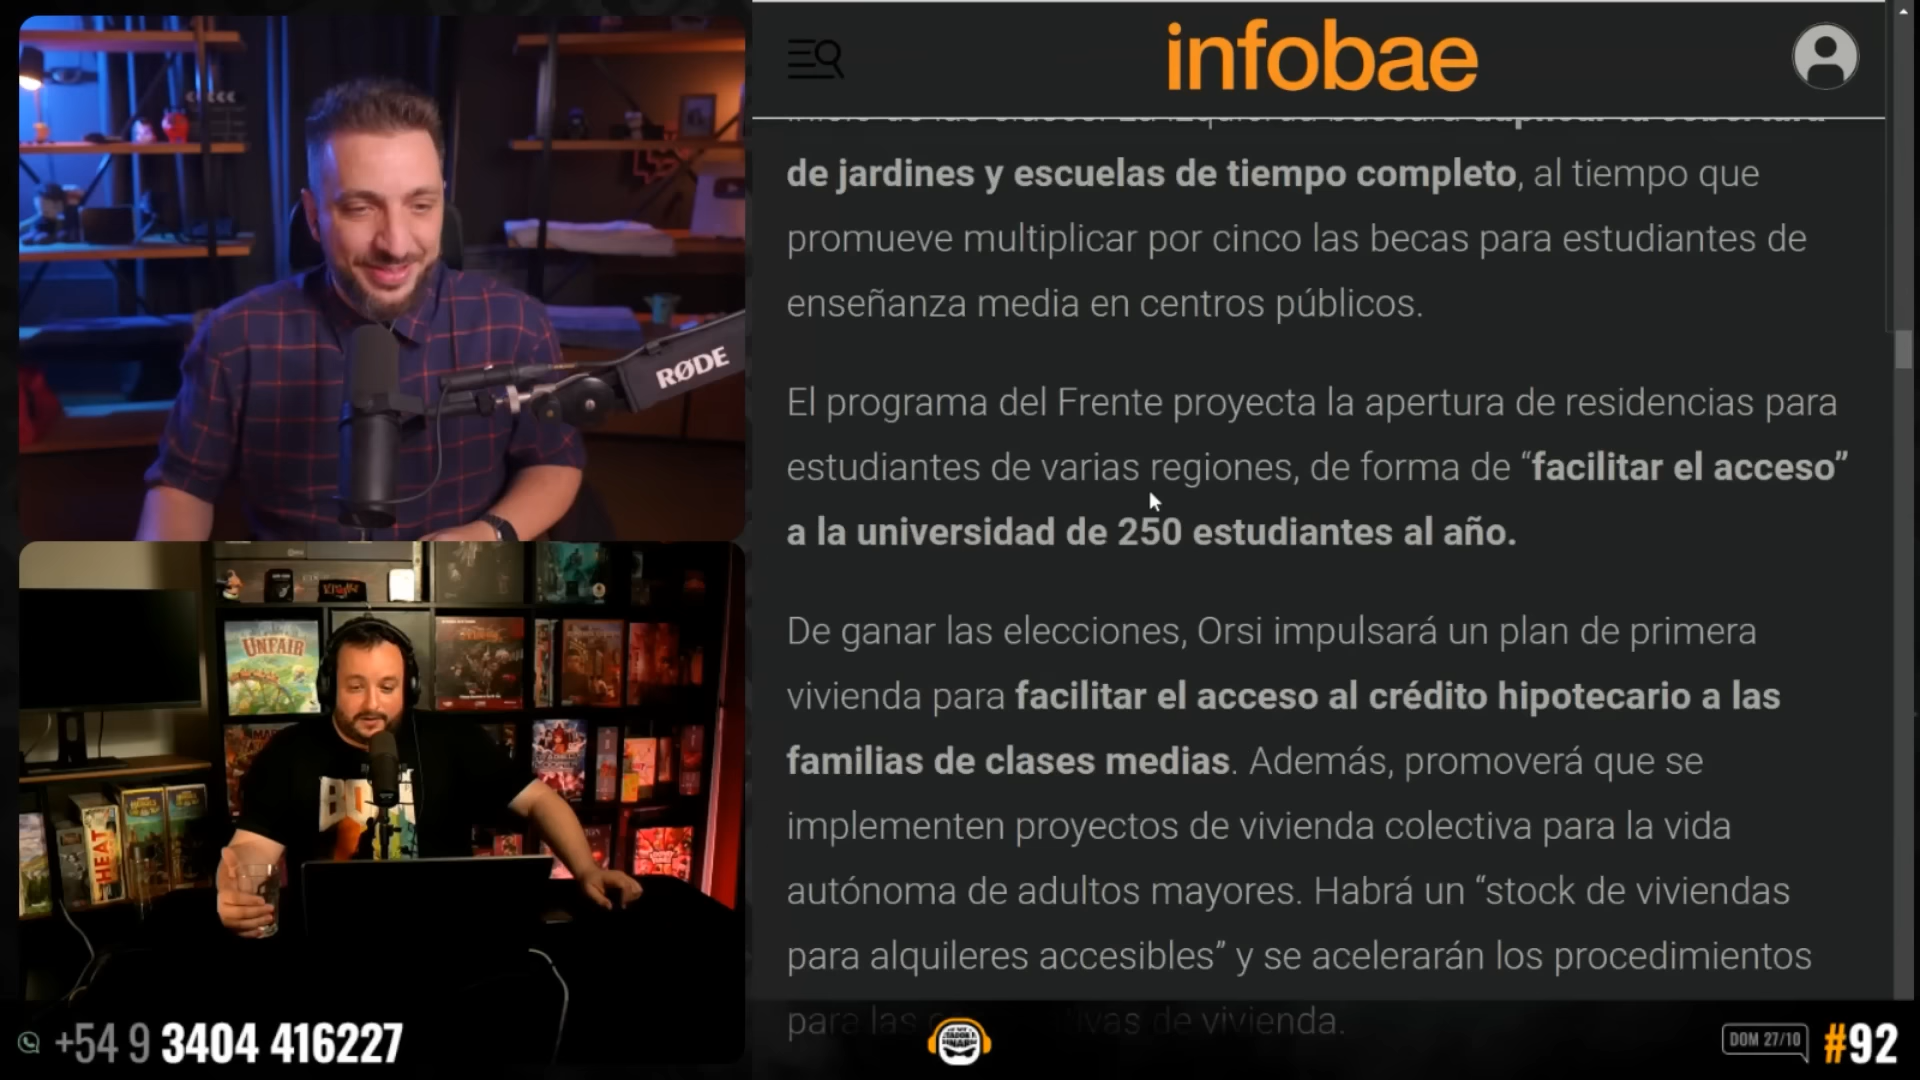 infobae
de jardines y escuelas de tiempo completo, al tiempo que
promueve multiplicar por cinco las becas para estudiantes de
enseñanza media en centros públicos.
El programa del Frente proyecta la apertura de residencias para
estudiantes de varias regiones, de forma de “facilitar el acceso”
a la universidad de 250 estudiantes al año.
De ganar las elecciones, Orsi impulsará un plan de primera
vivienda para facilitar el acceso al crédito hipotecario a las
familias de clases medias. Además, promoverá que se
implementen proyectos de vivienda colectiva para la vida
autónoma de adultos mayores. Habrá un “stock de viviendas
para alquileres accesibles” y se acelerarán los procedimientos
para las de vivienda.
RØDE
UNFAIR
HEAT
+54 9 3404 416227
DOM 27/10
#92